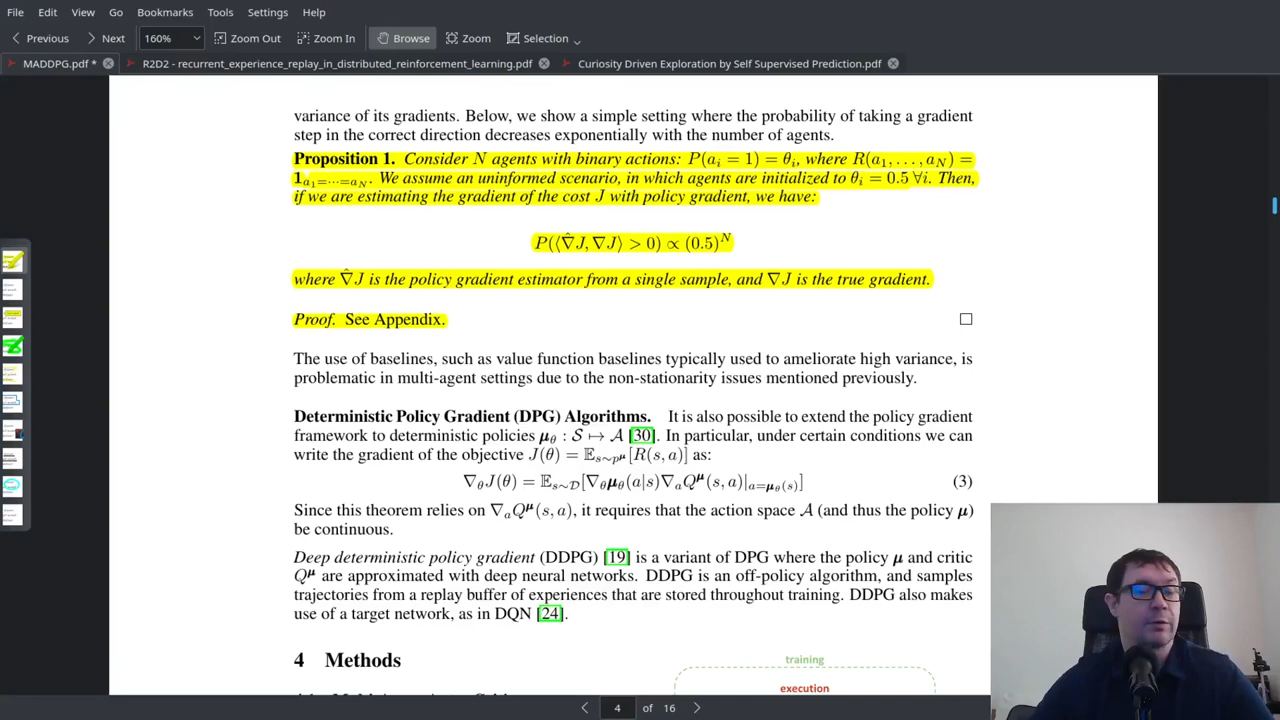 File Edit View Go Bookmarks Tools Settings Help
Previous Next 160% Zoom Out Zoom In Browse Zoom Selection
MADDPG.pdf * R2D2 - recurrent_experience_replay_in_distributed_reinforcement_learning.pdf Curiosity Driven Exploration by Self Supervised Prediction.pdf
variance of its gradients. Below, we show a simple setting where the probability of taking a gradient
step in the correct direction decreases exponentially with the number of agents.
Proposition 1. Consider N agents with binary actions: P(a_i = 1) = θ_i, where R(a_1, . . . , a_N) =
1_{a_1=···=a_N}. We assume an uninformed scenario, in which agents are initialized to θ_i = 0.5 ∀i. Then,
if we are estimating the gradient of the cost J with policy gradient, we have:
P(⟨∇̂J, ∇J⟩ > 0) ∝ (0.5)^N
where ∇̂J is the policy gradient estimator from a single sample, and ∇J is the true gradient.
Proof. See Appendix. □
The use of baselines, such as value function baselines typically used to ameliorate high variance, is
problematic in multi-agent settings due to the non-stationarity issues mentioned previously.
Deterministic Policy Gradient (DPG) Algorithms. It is also possible to extend the policy gradient
framework to deterministic policies μ_θ : S ↦ A [30]. In particular, under certain conditions we can
write the gradient of the objective J(θ) = E_{s∼p^μ}[R(s, a)] as:
∇_θJ(θ) = E_{s∼D}[∇_θμ_θ(a|s)∇_aQ^μ(s, a)|_{a=μ_θ(s)}] (3)
Since this theorem relies on ∇_aQ^μ(s, a), it requires that the action space A (and thus the policy μ)
be continuous.
Deep deterministic policy gradient (DDPG) [19] is a variant of DPG where the policy μ and critic
Q^μ are approximated with deep neural networks. DDPG is an off-policy algorithm, and samples
trajectories from a replay buffer of experiences that are stored throughout training. DDPG also makes
use of a target network, as in DQN [24].
4 Methods
training
execution
4 of 16